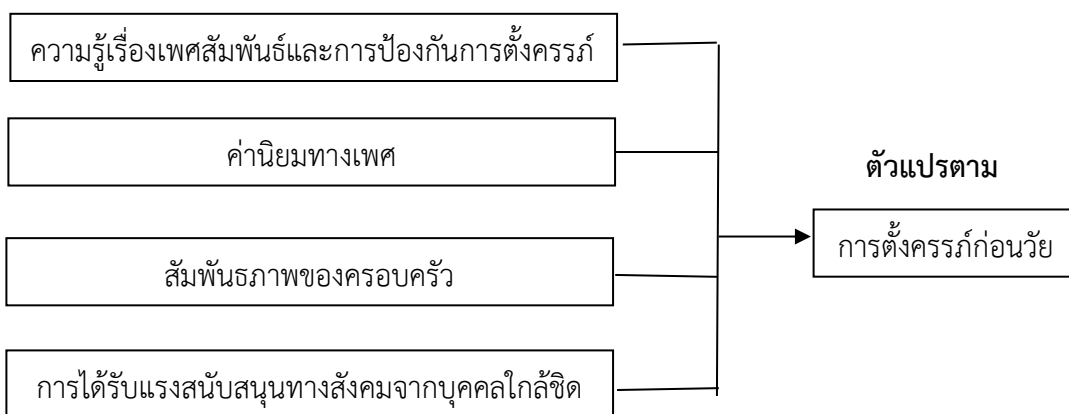 ความรู้เรื่องเพศสัมพันธ์และการป้องกันการตั้งครรภ์
ค่านิยมทางเพศ
ตัวแปรตาม
การตั้งครรภ์ก่อนวัย
สัมพันธภาพของครอบครัว
การได้รับแรงสนับสนุนทางสังคมจากบุคคลใกล้ชิด